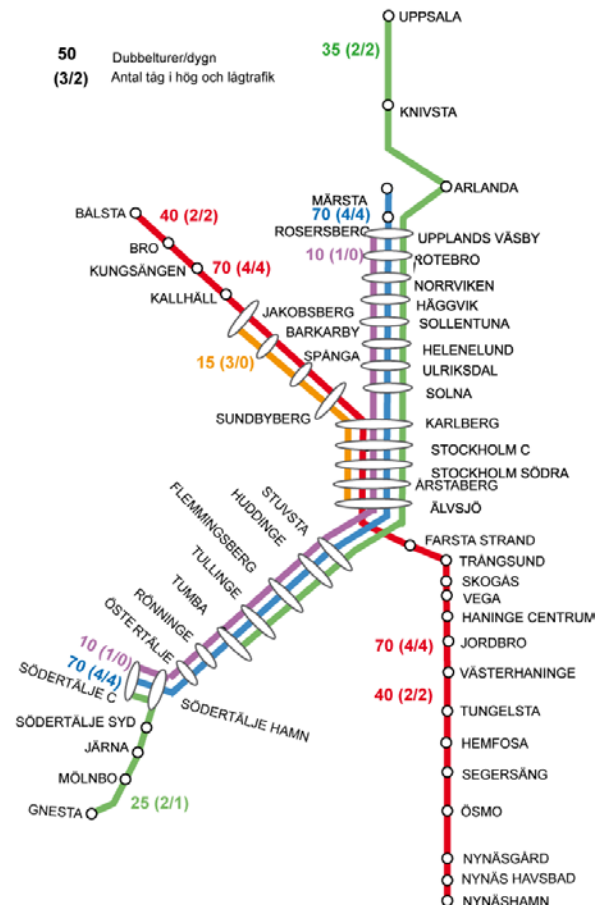 50 Dubbelturer/dygn
(3/2) Antal tåg i hög och lågtrafik
UPPSALA
35 (2/2)
KNIVSTA
ARLANDA
MÄRSTA
70 (4/4)
ROSERSBERG
10 (1/0)
UPPLANDS VÄSBY
ROTEBRO
NORRVIKEN
HÄGGVIK
SOLLENTUNA
HELENELUND
ULRIKSDAL
SOLNA
KARLBERG
STOCKHOLM C
STOCKHOLM SÖDRA
ÅRSTABERG
ÄLVSJÖ
BÅLSTA
40 (2/2)
BRO
KUNGSÄNGEN
70 (4/4)
KALLHÄLL
JAKOBSBERG
BARKARBY
SPÅNGA
15 (3/0)
SUNDBYBERG
FARSTA STRAND
TRÅNGSUND
SKOGÅS
VEGA
HANINGE CENTRUM
70 (4/4)
JORDBRO
VÄSTERHANINGE
40 (2/2)
TUNGELSTA
HEMFOSA
SEGERSÄNG
ÖSMO
NYNÄSGÅRD
NYNÄS HAVSBAD
NYNÄSHAMN
STUVSTA
HUDDINGE
FLEMMINGSBERG
TULLINGE
TUMBA
RÖNNINGE
ÖSTERTÄLJE
10 (1/0)
70 (4/4)
SÖDERTÄLJE C
SÖDERTÄLJE HAMN
SÖDERTÄLJE SYD
JÄRNA
MÖLNBO
GNESTA
25 (2/1)